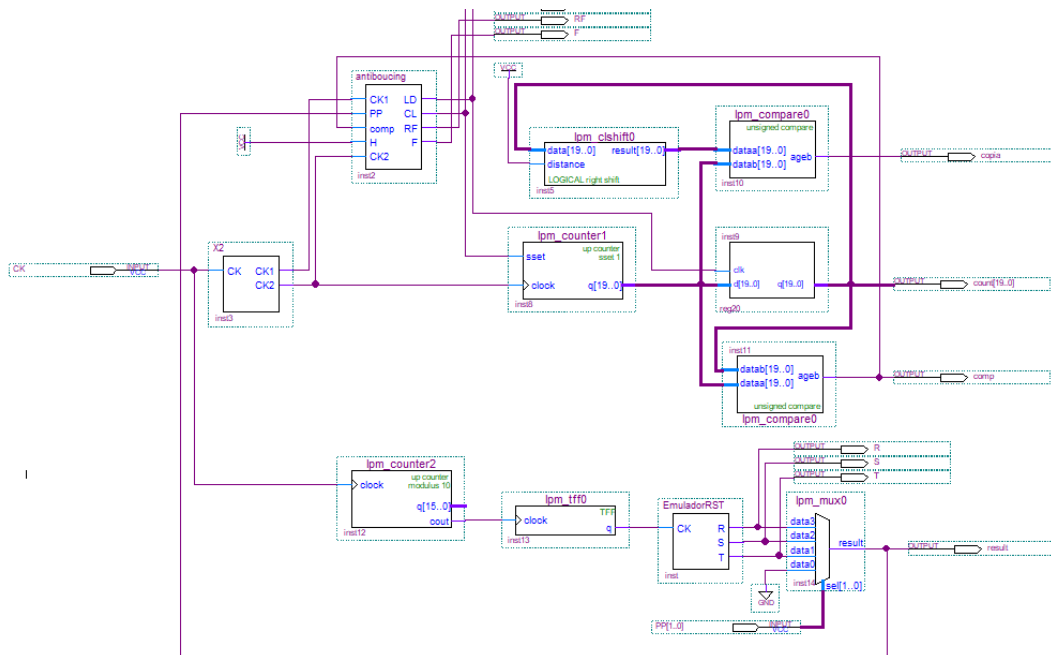 OUTPUT RF
OUTPUT F
antiboucing
CK1 LD
PP CL
comp RF
H F
CK2
inst2
VCC
VCC
lpm_clshift0
data[19..0] result[19..0]
distance
LOGICAL right shift
inst5
lpm_compare0
unsigned compare
dataa[19..0]
datab[19..0]
ageb
inst10
OUTPUT copia
CK INPUT
VCC
X2
CK CK1
CK2
inst3
lpm_counter1
up counter
sset 1
sset
clock q[19..0]
inst8
inst9
clk
d[19..0] q[19..0]
reg20
OUTPUT count[19..0]
inst11
datab[19..0] ageb
dataa[19..0]
unsigned compare
lpm_compare0
OUTPUT comp
lpm_counter2
up counter
modulus 10
clock
q[15..0]
cout
inst12
lpm_tff0
TFF
clock q
inst13
EmuladorRST
CK R
S
T
inst
OUTPUT R
OUTPUT S
OUTPUT T
lpm_mux0
data3
data2
data1
data0
result
inst14
sel[1..0]
GND
OUTPUT result
PP[1..0] INPUT
VCC